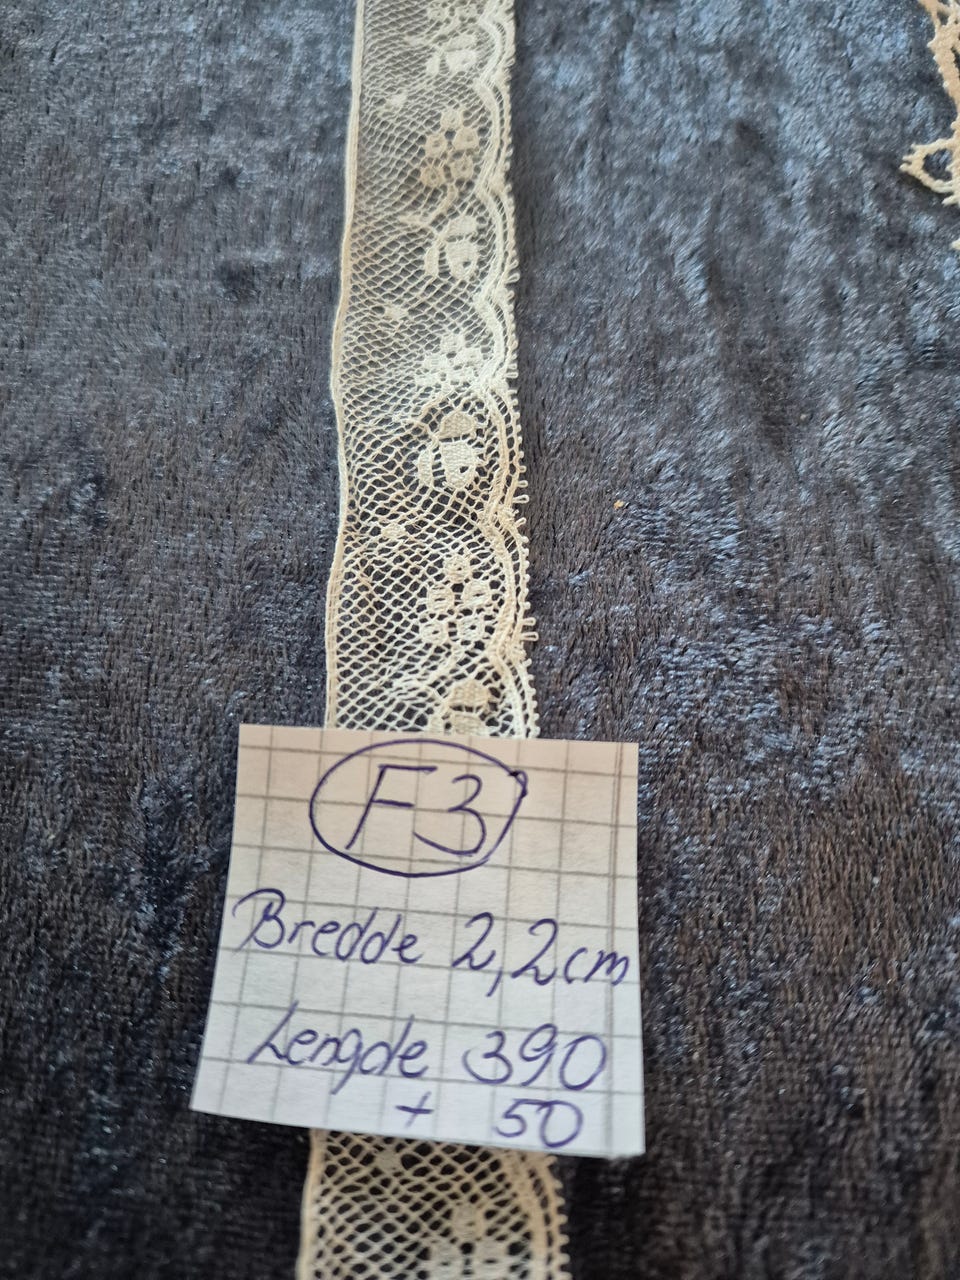 F3
Bredde 2,2cm
Lengde 390
+ 50